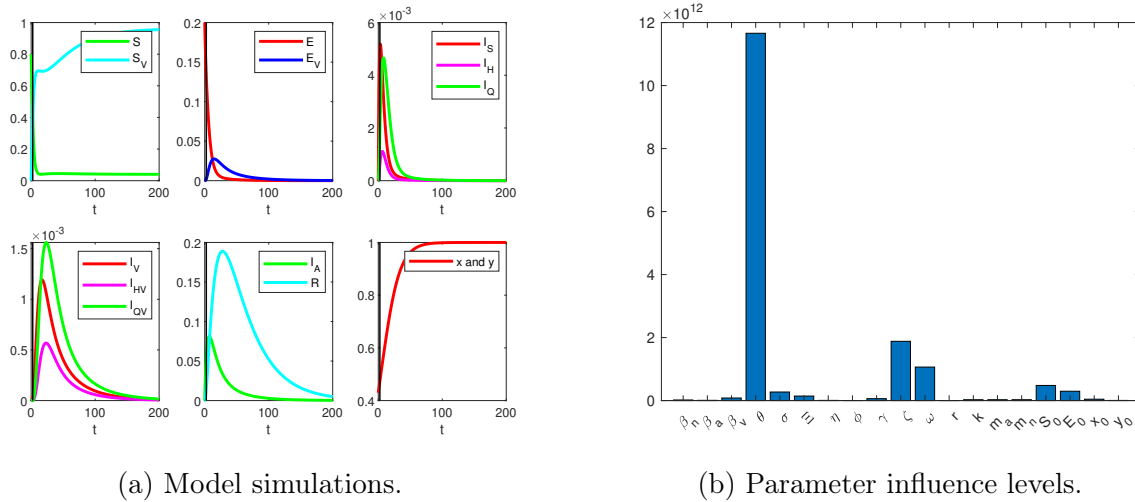 1
0.8
0.6
0.4
0.2
0
S
S_V
0 100 200
t
0.2
0.15
0.1
0.05
0
E
E_V
0 100 200
t
×10^-3
6
4
2
0
I_S
I_H
I_Q
0 100 200
t
×10^-3
1.5
1
0.5
0
I_V
I_HV
I_QV
0 100 200
t
0.2
0.15
0.1
0.05
0
I_A
R
0 100 200
t
1
0.8
0.6
0.4
x and y
0 100 200
t
(a) Model simulations.
×10^12
12
10
8
6
4
2
0
β_n β_a β_v θ σ Ξ η ϕ γ ζ ω r k m_a m_n S_0 E_0 x_0 y_0
(b) Parameter influence levels.